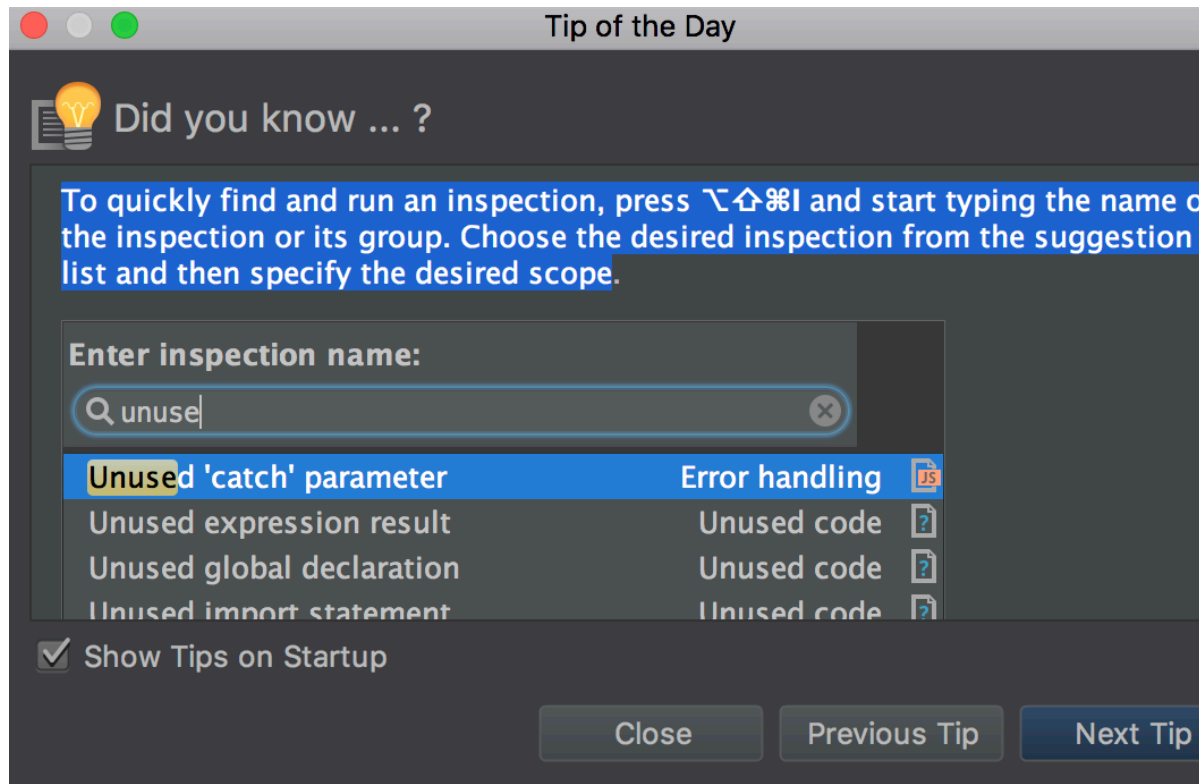 Tip of the Day
Did you know ... ?
To quickly find and run an inspection, press ⌥⇧⌘I and start typing the name
the inspection or its group. Choose the desired inspection from the suggestion
list and then specify the desired scope.
Enter inspection name:
unuse
Unused 'catch' parameter Error handling JS
Unused expression result Unused code ?
Unused global declaration Unused code ?
Unused import statement Unused code ?
Show Tips on Startup
Close Previous Tip Next Tip